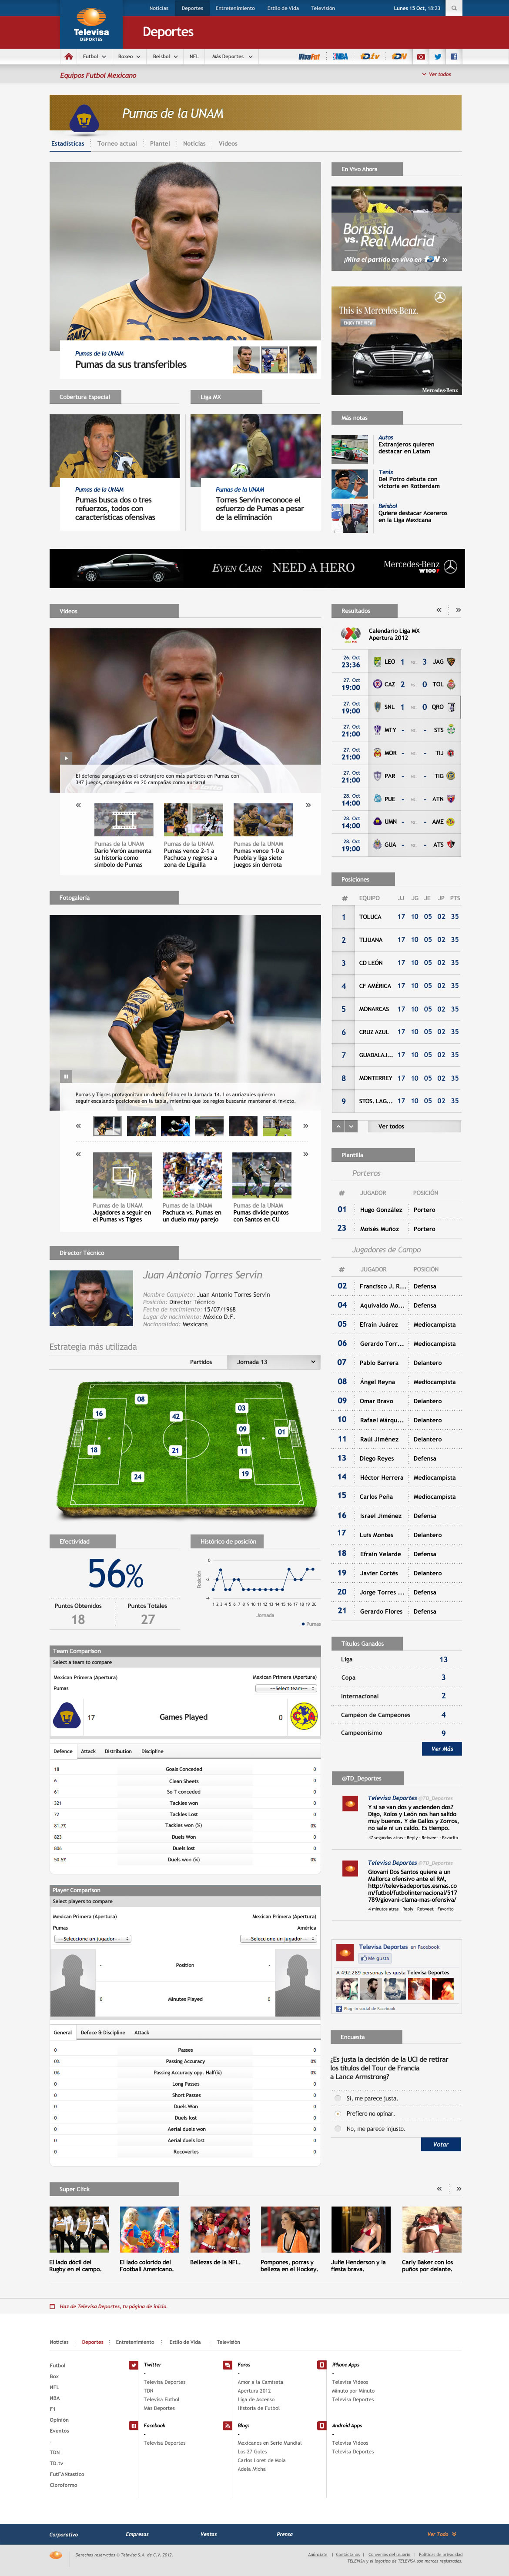 Noticias Deportes Entretenimiento Estilo de Vida Televisión Lunes 15 Oct, 18:23
Televisa
DEPORTES
Deportes
Futbol Boxeo Beisbol NFL Más Deportes VivaFut NBA
Equipos Futbol Mexicano Ver todos
Pumas de la UNAM
Estadísticas Torneo actual Plantel Noticias Videos
Pumas de la UNAM
Pumas da sus transferibles
Cobertura Especial
Pumas de la UNAM
Pumas busca dos o tres
refuerzos, todos con
características ofensivas
Liga MX
Pumas de la UNAM
Torres Servin reconoce el
esfuerzo de Pumas a pesar
de la eliminación
En Vivo Ahora
Borussia
vs. Real Madrid
¡Mira el partido en vivo en
This is Mercedes-Benz.
Mercedes-Benz
Más notas
Autos
Extranjeros quieren
destacar en Latam
Tenis
Del Potro debuta con
victoria en Rotterdam
Beisbol
Quiere destacar Acereros
en la Liga Mexicana
EVEN CARS NEED A HERO Mercedes-Benz
Videos
El defensa paraguayo es el extranjero con más partidos en Pumas con
347 juegos, conseguidos en 20 campañas como auriazul
Pumas de la UNAM
Darío Verón aumenta
su historia como
símbolo de Pumas
Pumas de la UNAM
Pumas vence 2-1 a
Pachuca y regresa a
zona de Liguilla
Pumas de la UNAM
Pumas vence 1-0 a
Puebla y liga siete
juegos sin derrota
Resultados
Calendario Liga MX
Apertura 2012
26. Oct
23:36 LEO 1 vs. 3 JAG
27. Oct
19:00 CAZ 2 vs. 0 TOL
27. Oct
19:00 SNL 1 vs. 0 QRO
27. Oct
21:00 MTY - vs. - STS
27. Oct
21:00 MOR - vs. - TIJ
27. Oct
21:00 PAR - vs. - TIG
28. Oct
14:00 PUE - vs. - ATN
28. Oct
14:00 UMN - vs. - AME
28. Oct
19:00 GUA - vs. - ATS
Fotogalería
Pumas y Tigres protagonizan un duelo felino en la Jornada 14. Los auriazules quieren
seguir escalando posiciones en la tabla, mientras que los regios buscarán mantener el invicto.
Pumas de la UNAM
Jugadores a seguir en
el Pumas vs Tigres
Pumas de la UNAM
Pachuca vs. Pumas en
un duelo muy parejo
Pumas de la UNAM
Pumas divide puntos
con Santos en CU
Posiciones
# EQUIPO JJ JG JE JP PTS
1 TOLUCA 17 10 05 02 35
2 TIJUANA 17 10 05 02 35
3 CD LEÓN 17 10 05 02 35
4 CF AMÉRICA 17 10 05 02 35
5 MONARCAS 17 10 05 02 35
6 CRUZ AZUL 17 10 05 02 35
7 GUADALAJ... 17 10 05 02 35
8 MONTERREY 17 10 05 02 35
9 STOS. LAG... 17 10 05 02 35
Ver todos
Plantilla
Porteros
# JUGADOR POSICIÓN
01 Hugo González Portero
23 Moisés Muñoz Portero
Jugadores de Campo
# JUGADOR POSICIÓN
02 Francisco J. R... Defensa
04 Aquivaldo Mo... Defensa
05 Efraín Juárez Mediocampista
06 Gerardo Torr... Mediocampista
07 Pablo Barrera Delantero
08 Ángel Reyna Mediocampista
09 Omar Bravo Delantero
10 Rafael Márqu... Delantero
11 Raúl Jiménez Delantero
13 Diego Reyes Defensa
14 Héctor Herrera Mediocampista
15 Carlos Peña Mediocampista
16 Israel Jiménez Defensa
17 Luis Montes Delantero
18 Efraín Velarde Defensa
19 Javier Cortés Delantero
20 Jorge Torres ... Defensa
21 Gerardo Flores Defensa
Director Técnico
Juan Antonio Torres Servin
Nombre Completo: Juan Antonio Torres Servín
Posición: Director Técnico
Fecha de nacimiento: 15/07/1968
Lugar de nacimiento: México D.F.
Nacionalidad: Mexicana
Estrategia más utilizada
Partidos Jornada 13
08
16
42
03
09
01
18
21
11
24
19
Efectividad
56%
Puntos Obtenidos Puntos Totales
18 27
Histórico de posición
Posición
0
-2
-4
1 2 3 4 5 6 7 8 9 10 11 12 13 14 15 16 17 18 19 20
Jornada
Pumas
Team Comparison
Select a team to compare
Mexican Primera (Apertura) Mexican Primera (Apertura)
Pumas --Select team--
17 Games Played 0
Defence Attack Distribution Discipline
18 Goals Conceded 0
6 Clean Sheets 0
61 So T conceded 0
321 Tackles won 0
72 Tackles Lost 0
81.7% Tackles won (%) 0%
823 Duels Won 0
806 Duels lost 0
50.5% Duels won (%) 0%
Títulos Ganados
Liga 13
Copa 3
Internacional 2
Campéon de Campeones 4
Campeonísimo 9
Ver Más
@TD_Deportes
Televisa Deportes @TD_Deportes
Y si se van dos y ascienden dos?
Digo, Xolos y León nos han salido
muy buenos. Y de Gallos y Zorros,
no sale ni un caldo. Es tiempo.
47 segundos atras · Reply · Retweet · Favorito
Televisa Deportes @TD_Deportes
Giovani Dos Santos quiere a un
Mallorca ofensivo ante el RM,
http://televisadeportes.esmas.co
m/futbol/futbolinternacional/517
789/giovani-clama-mas-ofensiva/
4 minutos atras · Reply · Retweet · Favorito
Televisa Deportes en Facebook
Me gusta
A 492,289 personas les gusta Televisa Deportes
Plug-in social de Facebook
Player Comparison
Select players to compare
Mexican Primera (Apertura) Mexican Primera (Apertura)
Pumas América
--Seleccione un jugador-- --Seleccione un jugador--
- Position -
0 Minutes Played 0
General Defece & Discipline Attack
0 Passes 0
0% Passing Accuracy 0%
0% Passing Accuracy opp. Half(%) 0%
0 Long Passes 0
0 Short Passes 0
0 Duels Won 0
0 Duels lost 0
0 Aerial duels won 0
0 Aerial duels lost 0
0 Recoveries 0
Encuesta
¿Es justa la decisión de la UCI de retirar
los títulos del Tour de Francia
a Lance Armstrong?
Sí, me parece justa.
Prefiero no opinar.
No, me parece injusto.
Votar
Super Click
El lado dócil del
Rugby en el campo.
El lado colorido del
Football Americano.
Bellezas de la NFL.
Pompones, porras y
belleza en el Hockey.
Julie Henderson y la
fiesta brava.
Carly Baker con los
puños por delante.
Haz de Televisa Deportes, tu página de inicio.
Noticias Deportes Entretenimiento Estilo de Vida Televisión
Futbol
Box
NFL
NBA
F1
Opinión
Eventos
-
TDN
TD.tv
FutFANtastico
Cloroformo
Twitter
-
Televisa Deportes
TDN
Televisa Futbol
Más Deportes
Facebook
-
Televisa Deportes
Foros
-
Amor a la Camiseta
Apertura 2012
Liga de Ascenso
Historia de Futbol
Blogs
-
Mexicanos en Serie Mundial
Los 27 Goles
Carlos Loret de Mola
Adela Micha
iPhone Apps
-
Televisa Videos
Minuto por Minuto
Televisa Deportes
Android Apps
-
Televisa Videos
Televisa Deportes
Corporativo Empresas Ventas Prensa Ver Todo
Derechos reservados © Televisa S.A. de C.V. 2012. Anúnciate | Contáctanos | Convenios del usuario | Políticas de privacidad
TELEVISA y el logotipo de TELEVISA son marcas registradas.